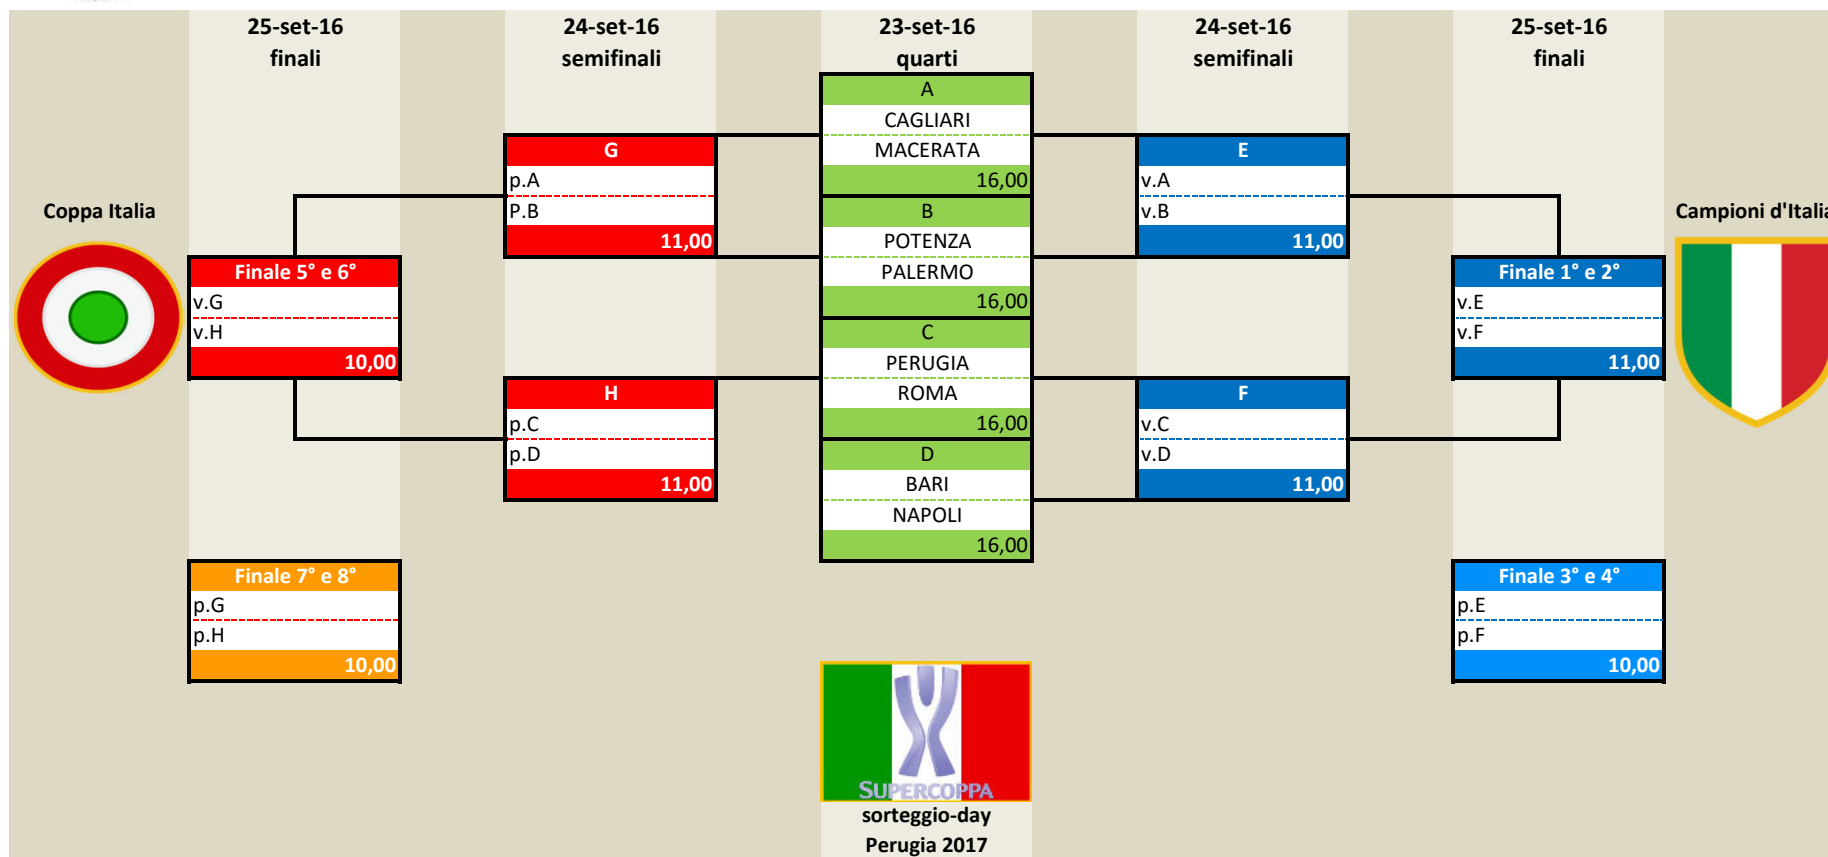 25-set-16
finali
24-set-16
semifinali
23-set-16
quarti
24-set-16
semifinali
25-set-16
finali
A
CAGLIARI
MACERATA
16,00
B
POTENZA
PALERMO
16,00
C
PERUGIA
ROMA
16,00
D
BARI
NAPOLI
16,00
G
p.A
P.B
11,00
E
v.A
v.B
11,00
Coppa Italia
Campioni d'Italia
Finale 5° e 6°
v.G
v.H
10,00
Finale 1° e 2°
v.E
v.F
11,00
H
p.C
p.D
11,00
F
v.C
v.D
11,00
Finale 7° e 8°
p.G
p.H
10,00
Finale 3° e 4°
p.E
p.F
10,00
SUPERCOPPA
sorteggio-day
Perugia 2017